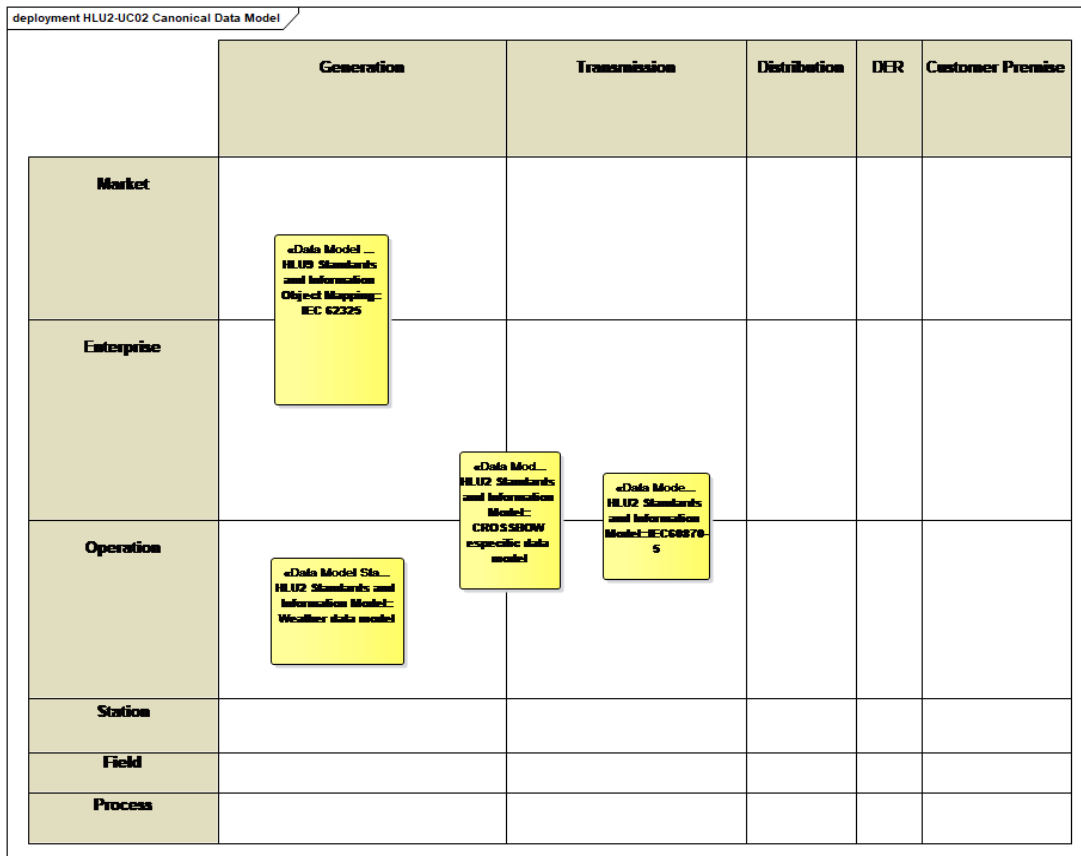 deployment HLU2-UC02 Canonical Data Model
Generation
Transmission
Distribution
DER
Customer Premise
Market
«Data Model ...
HLU9 Standards
and Information
Object Mapping::
IEC 62325
Enterprise
«Data Mod...
HLU2 Standards
and Information
Model::
CROSSBOW
especific data
model
«Data Mode...
HLU2 Standards
and Information
Model::IEC60870-
5
Operation
«Data Model Sta...
HLU2 Standards and
Information Model::
Weather data model
Station
Field
Process